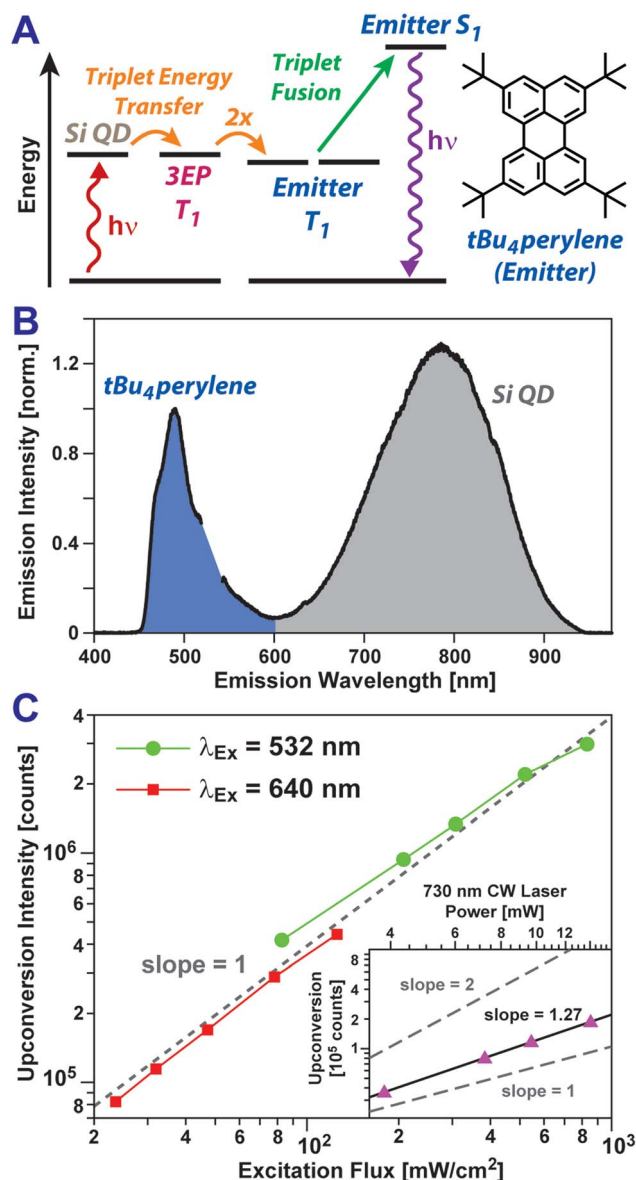 A
Energy
Triplet Energy
Transfer
Si QD
2x
Triplet
Fusion
Emitter S1
hν
hν
3EP
T1
Emitter
T1
tBu4perylene
(Emitter)
B
Emission Intensity [norm.]
1.2
0.8
0.4
0
tBu4perylene
Si QD
400 500 600 700 800 900
Emission Wavelength [nm]
C
Upconversion Intensity [counts]
4
2
10^6
8
6
4
2
10^5
8
λEx = 532 nm
λEx = 640 nm
slope = 1
730 nm CW Laser
Power [mW]
4 6 8 10 12
Upconversion
[10^5 counts]
8
6
4
2
1
slope = 2
slope = 1.27
slope = 1
2 4 6 8 10^2 2 4 6 8 10^3
Excitation Flux [mW/cm^2]